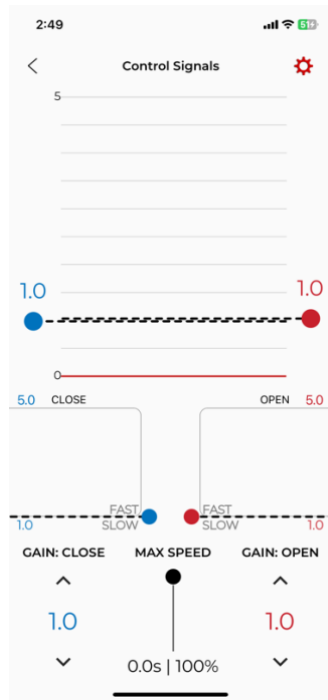 2:49 51
Control Signals
5
1.0 1.0
0
5.0 CLOSE OPEN 5.0
FAST FAST
1.0 SLOW SLOW 1.0
GAIN: CLOSE MAX SPEED GAIN: OPEN
1.0 1.0
0.0s | 100%